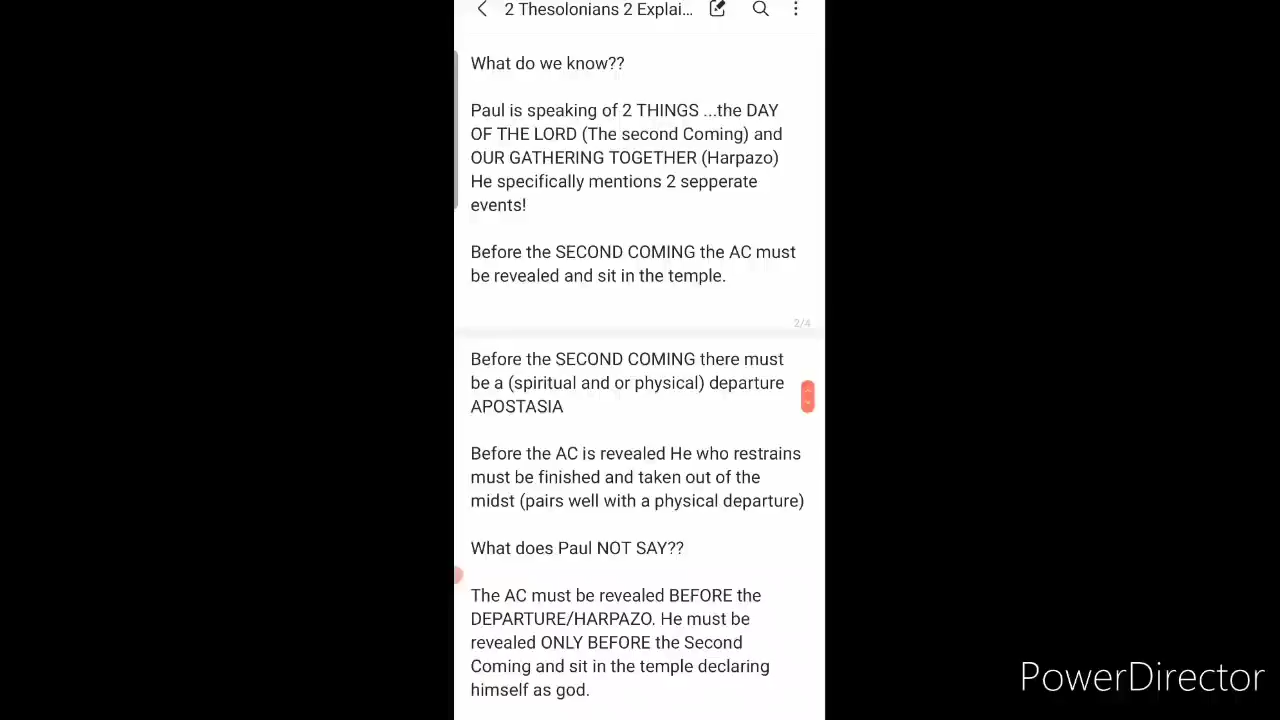 2 Thesolonians 2 Explai...
What do we know??
Paul is speaking of 2 THINGS ...the DAY
OF THE LORD (The second Coming) and
OUR GATHERING TOGETHER (Harpazo)
He specifically mentions 2 sepperate
events!
Before the SECOND COMING the AC must
be revealed and sit in the temple.
2/4
Before the SECOND COMING there must
be a (spiritual and or physical) departure
APOSTASIA
Before the AC is revealed He who restrains
must be finished and taken out of the
midst (pairs well with a physical departure)
What does Paul NOT SAY??
The AC must be revealed BEFORE the
DEPARTURE/HARPAZO. He must be
revealed ONLY BEFORE the Second
Coming and sit in the temple declaring
himself as god.
PowerDirector